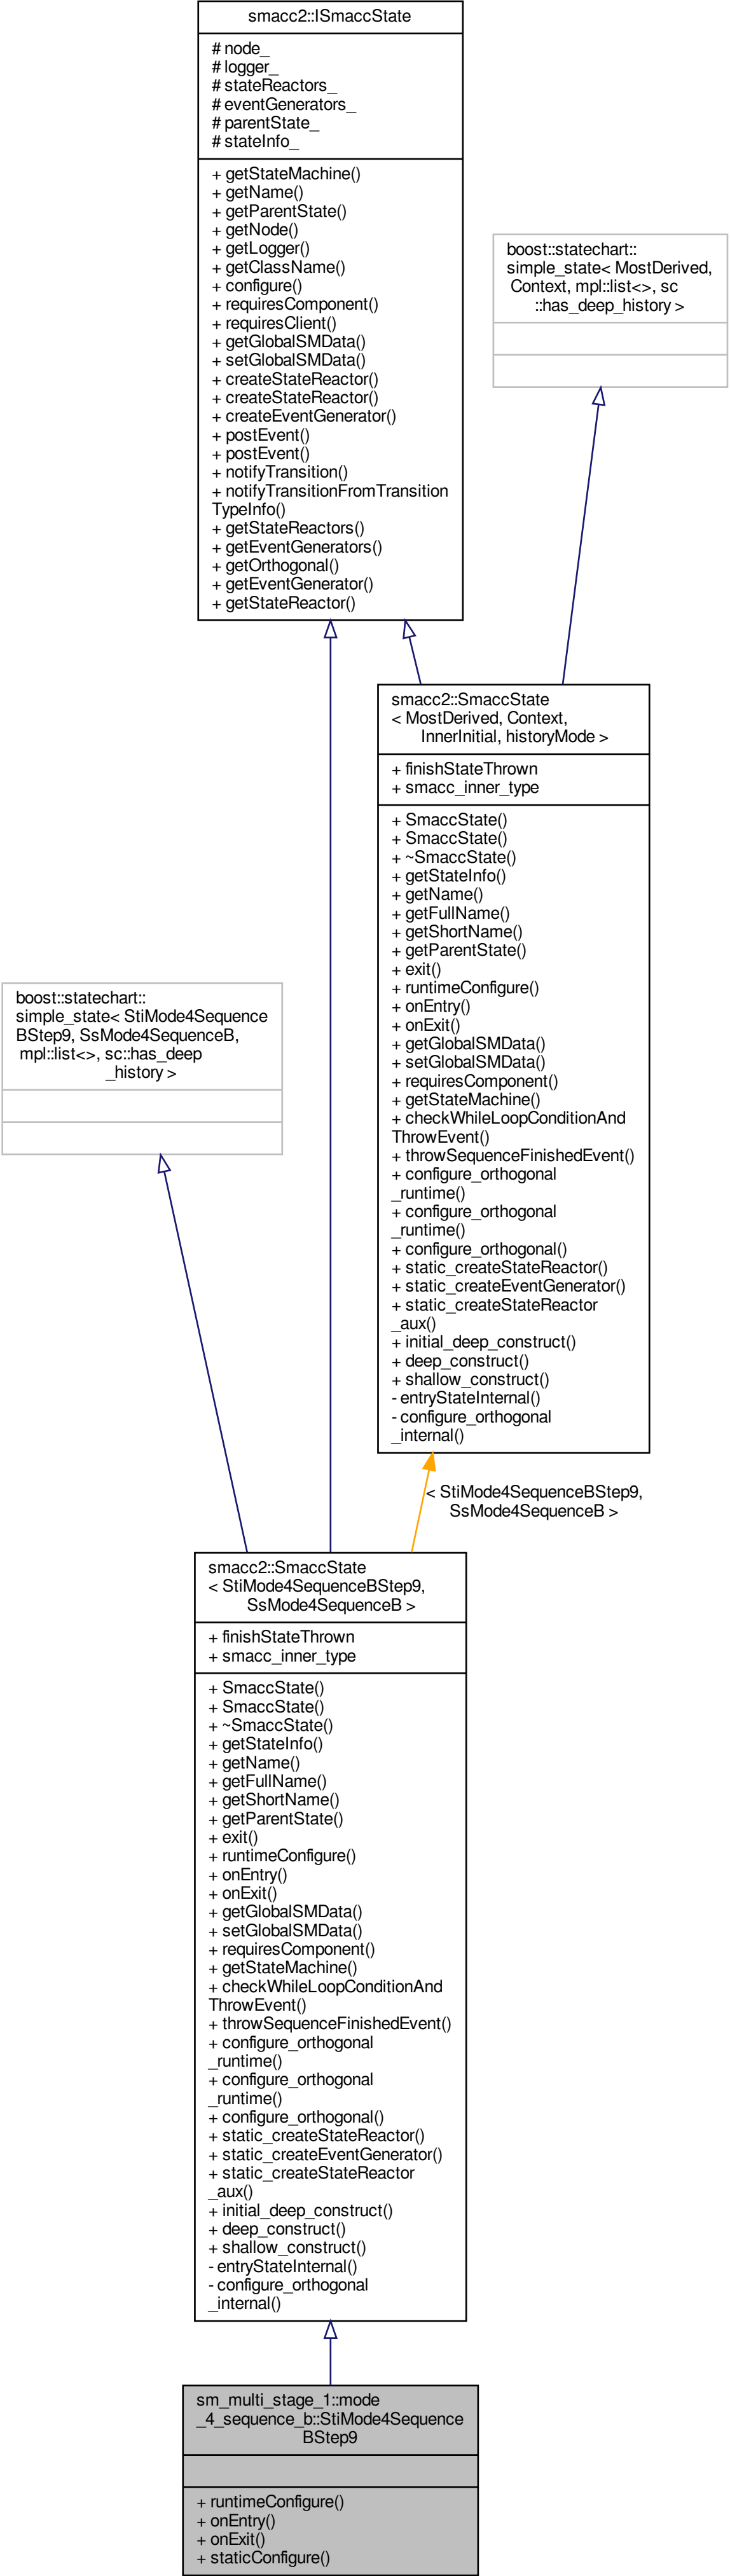 smacc2::ISmaccState
# node_
# logger_
# stateReactors_
# eventGenerators_
# parentState_
# stateInfo_
+ getStateMachine()
+ getName()
+ getParentState()
+ getNode()
+ getLogger()
+ getClassName()
+ configure()
+ requiresComponent()
+ requiresClient()
+ getGlobalSMData()
+ setGlobalSMData()
+ createStateReactor()
+ createStateReactor()
+ createEventGenerator()
+ postEvent()
+ postEvent()
+ notifyTransition()
+ notifyTransitionFromTransition
TypeInfo()
+ getStateReactors()
+ getEventGenerators()
+ getOrthogonal()
+ getEventGenerator()
+ getStateReactor()
boost::statechart::
simple_state< MostDerived,
Context, mpl::list<>, sc
::has_deep_history >
smacc2::SmaccState
< MostDerived, Context,
InnerInitial, historyMode >
+ finishStateThrown
+ smacc_inner_type
+ SmaccState()
+ SmaccState()
+ ~SmaccState()
+ getStateInfo()
+ getName()
+ getFullName()
+ getShortName()
+ getParentState()
+ exit()
+ runtimeConfigure()
+ onEntry()
+ onExit()
+ getGlobalSMData()
+ setGlobalSMData()
+ requiresComponent()
+ getStateMachine()
+ checkWhileLoopConditionAnd
ThrowEvent()
+ throwSequenceFinishedEvent()
+ configure_orthogonal
_runtime()
+ configure_orthogonal
_runtime()
+ configure_orthogonal()
+ static_createStateReactor()
+ static_createEventGenerator()
+ static_createStateReactor
_aux()
+ initial_deep_construct()
+ deep_construct()
+ shallow_construct()
- entryStateInternal()
- configure_orthogonal
_internal()
boost::statechart::
simple_state< StiMode4Sequence
BStep9, SsMode4SequenceB,
mpl::list<>, sc::has_deep
_history >
< StiMode4SequenceBStep9,
SsMode4SequenceB >
smacc2::SmaccState
< StiMode4SequenceBStep9,
SsMode4SequenceB >
+ finishStateThrown
+ smacc_inner_type
+ SmaccState()
+ SmaccState()
+ ~SmaccState()
+ getStateInfo()
+ getName()
+ getFullName()
+ getShortName()
+ getParentState()
+ exit()
+ runtimeConfigure()
+ onEntry()
+ onExit()
+ getGlobalSMData()
+ setGlobalSMData()
+ requiresComponent()
+ getStateMachine()
+ checkWhileLoopConditionAnd
ThrowEvent()
+ throwSequenceFinishedEvent()
+ configure_orthogonal
_runtime()
+ configure_orthogonal
_runtime()
+ configure_orthogonal()
+ static_createStateReactor()
+ static_createEventGenerator()
+ static_createStateReactor
_aux()
+ initial_deep_construct()
+ deep_construct()
+ shallow_construct()
- entryStateInternal()
- configure_orthogonal
_internal()
sm_multi_stage_1::mode
_4_sequence_b::StiMode4Sequence
BStep9
+ runtimeConfigure()
+ onEntry()
+ onExit()
+ staticConfigure()